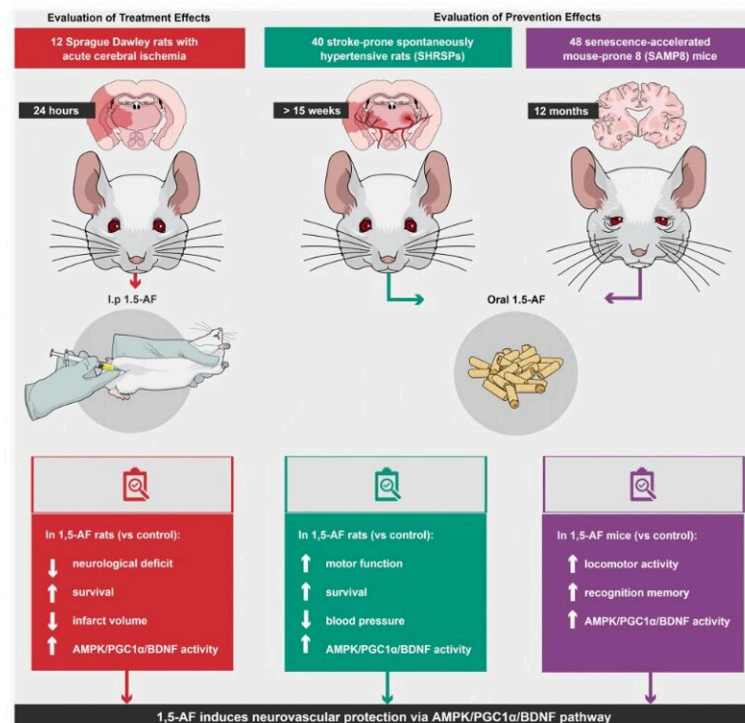 Evaluation of Treatment Effects
Evaluation of Prevention Effects
12 Sprague Dawley rats with
acute cerebral ischemia
40 stroke-prone spontaneously
hypertensive rats (SHRSPs)
48 senescence-accelerated
mouse-prone 8 (SAMP8) mice
24 hours
> 15 weeks
12 months
I.p 1.5-AF
Oral 1.5-AF
In 1,5-AF rats (vs control):
↓ neurological deficit
↑ survival
↓ infarct volume
↑ AMPK/PGC1α/BDNF activity
In 1,5-AF rats (vs control):
↑ motor function
↑ survival
↓ blood pressure
↑ AMPK/PGC1α/BDNF activity
In 1,5-AF mice (vs control):
↑ locomotor activity
↑ recognition memory
↑ AMPK/PGC1α/BDNF activity
1,5-AF induces neurovascular protection via AMPK/PGC1α/BDNF pathway